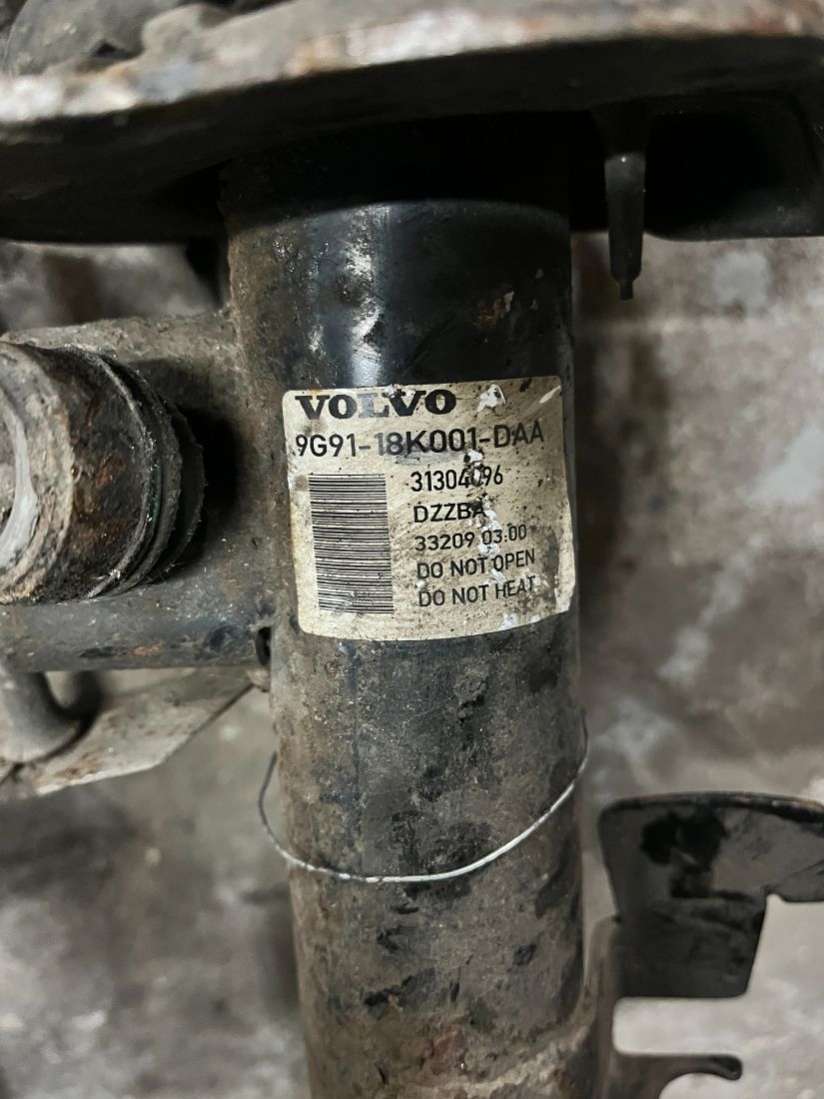 VOLVO
9G91-18K001-DAA
31304096
DZZBA
33209 03:00
DO NOT OPEN
DO NOT HEAT